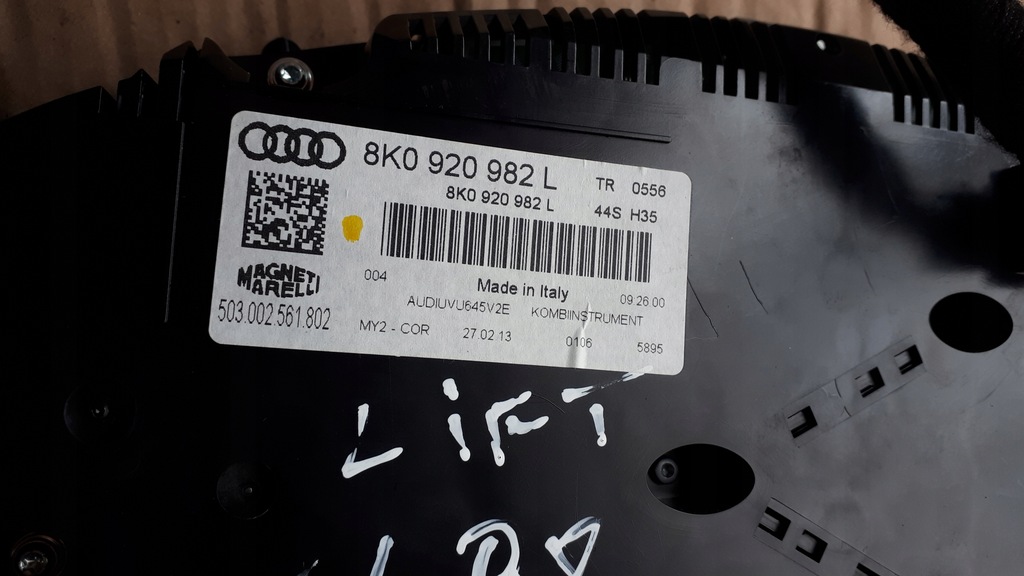 8K0 920 982 L TR 0556
8K0 920 982 L 44S H35
MAGNETI
MARELLI
503.002.561.802
004
Made in Italy 09.26.00
AUDIUVU645V2E KOMBIINSTRUMENT
MY2 - COR 27.02.13 0106 5895
LiFT